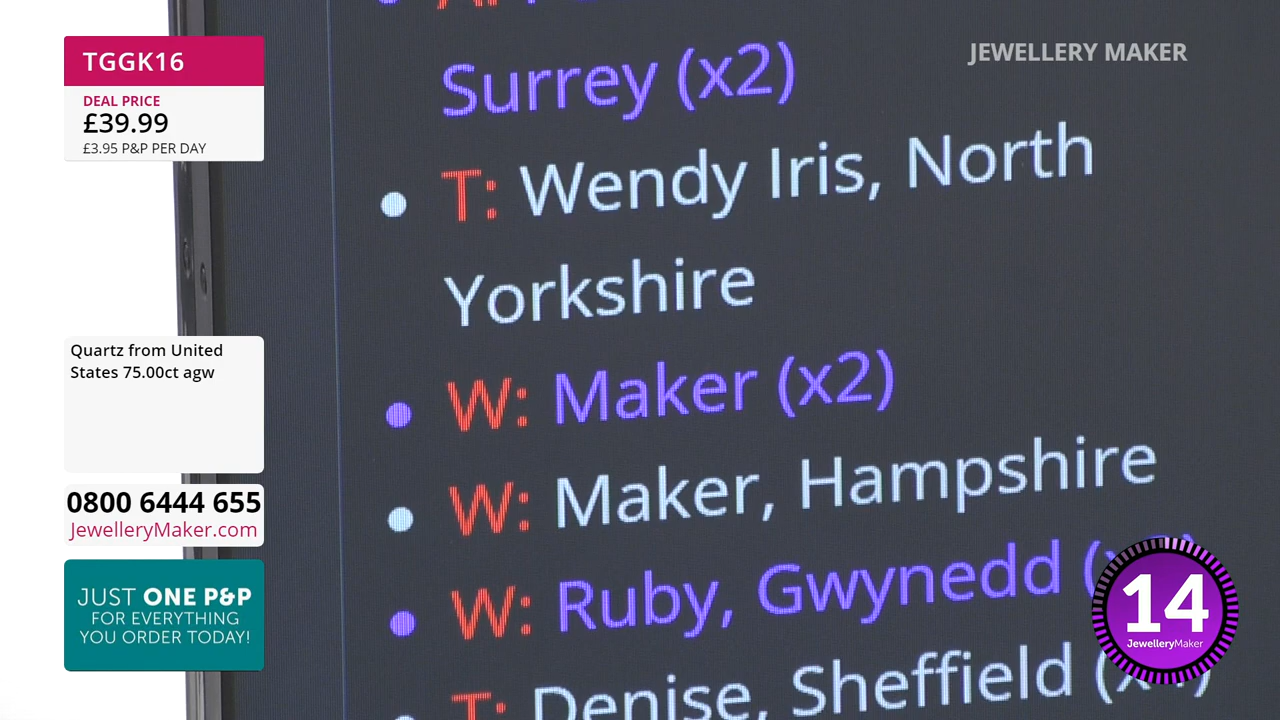 TGGK16
DEAL PRICE
£39.99
£3.95 P&P PER DAY
Quartz from United
States 75.00ct agw
0800 6444 655
JewelleryMaker.com
JUST ONE P&P
FOR EVERYTHING
YOU ORDER TODAY!
JEWELLERY MAKER
Surrey (x2)
T: Wendy Iris, North
Yorkshire
W: Maker (x2)
W: Maker, Hampshire
W: Ruby, Gwynedd
T: Denise, Sheffield
14
JewelleryMaker